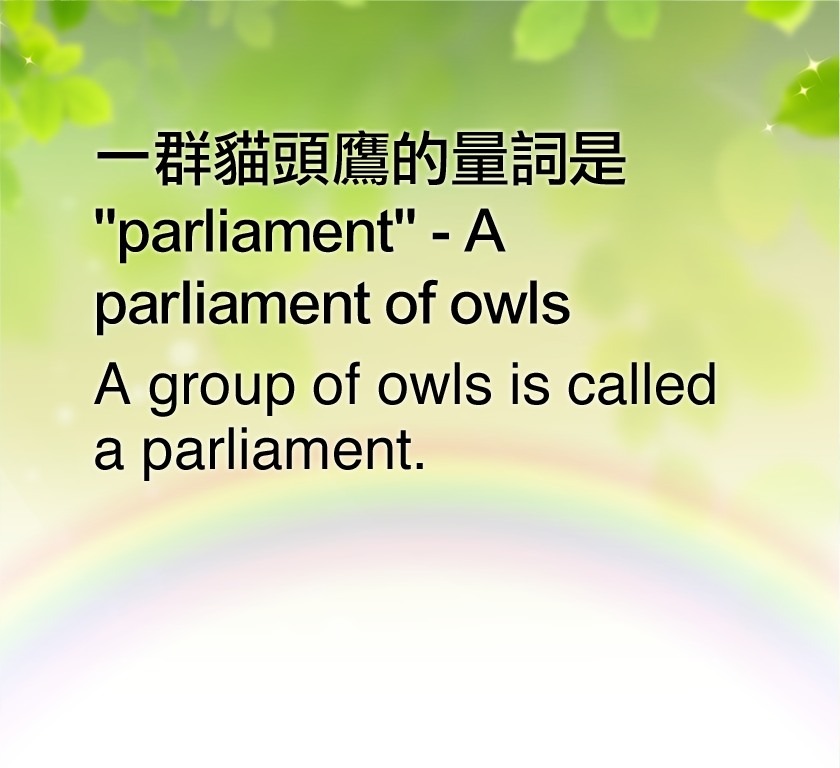 一群貓頭鷹的量詞是
"parliament" - A
parliament of owls
A group of owls is called
a parliament.